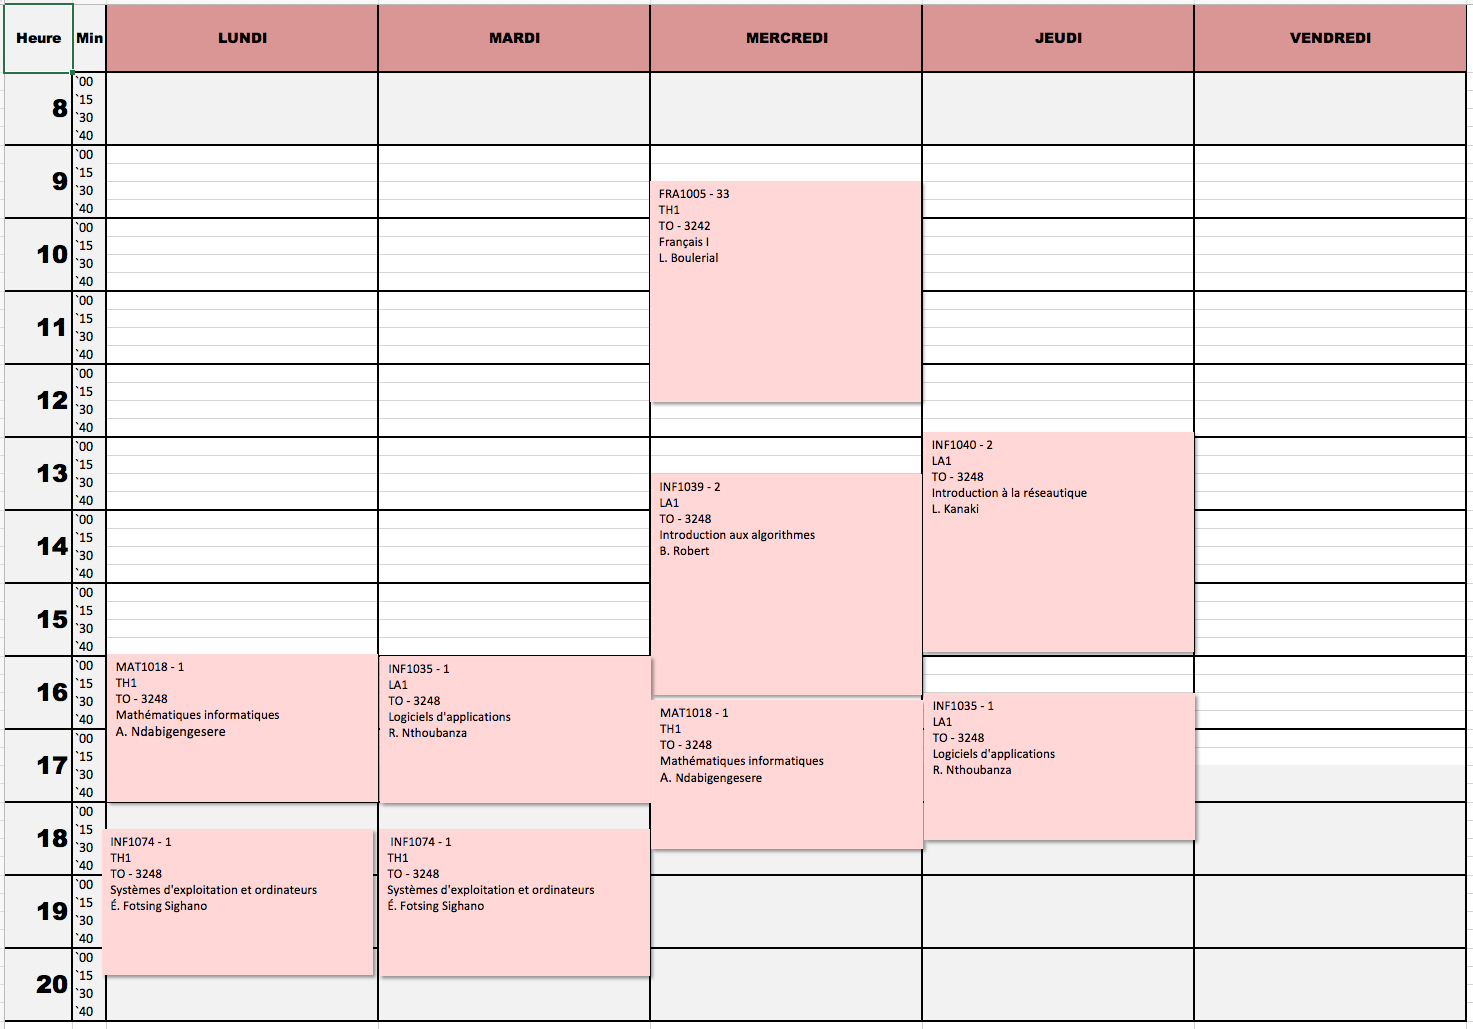 Heure Min LUNDI MARDI MERCREDI JEUDI VENDREDI
8
`00
`15
`30
`40
9
`00
`15
`30
`40
10
`00
`15
`30
`40
11
`00
`15
`30
`40
12
`00
`15
`30
`40
13
`00
`15
`30
`40
14
`00
`15
`30
`40
15
`00
`15
`30
`40
16
`00
`15
`30
`40
17
`00
`15
`30
`40
18
`00
`15
`30
`40
19
`00
`15
`30
`40
20
`00
`15
`30
`40
MAT1018 - 1
TH1
TO - 3248
Mathématiques informatiques
A. Ndabigengesere
INF1074 - 1
TH1
TO - 3248
Systèmes d'exploitation et ordinateurs
É. Fotsing Sighano
INF1035 - 1
LA1
TO - 3248
Logiciels d'applications
R. Nthoubanza
INF1074 - 1
TH1
TO - 3248
Systèmes d'exploitation et ordinateurs
É. Fotsing Sighano
FRA1005 - 33
TH1
TO - 3242
Français I
L. Boulerial
INF1039 - 2
LA1
TO - 3248
Introduction aux algorithmes
B. Robert
MAT1018 - 1
TH1
TO - 3248
Mathématiques informatiques
A. Ndabigengesere
INF1040 - 2
LA1
TO - 3248
Introduction à la réseautique
L. Kanaki
INF1035 - 1
LA1
TO - 3248
Logiciels d'applications
R. Nthoubanza